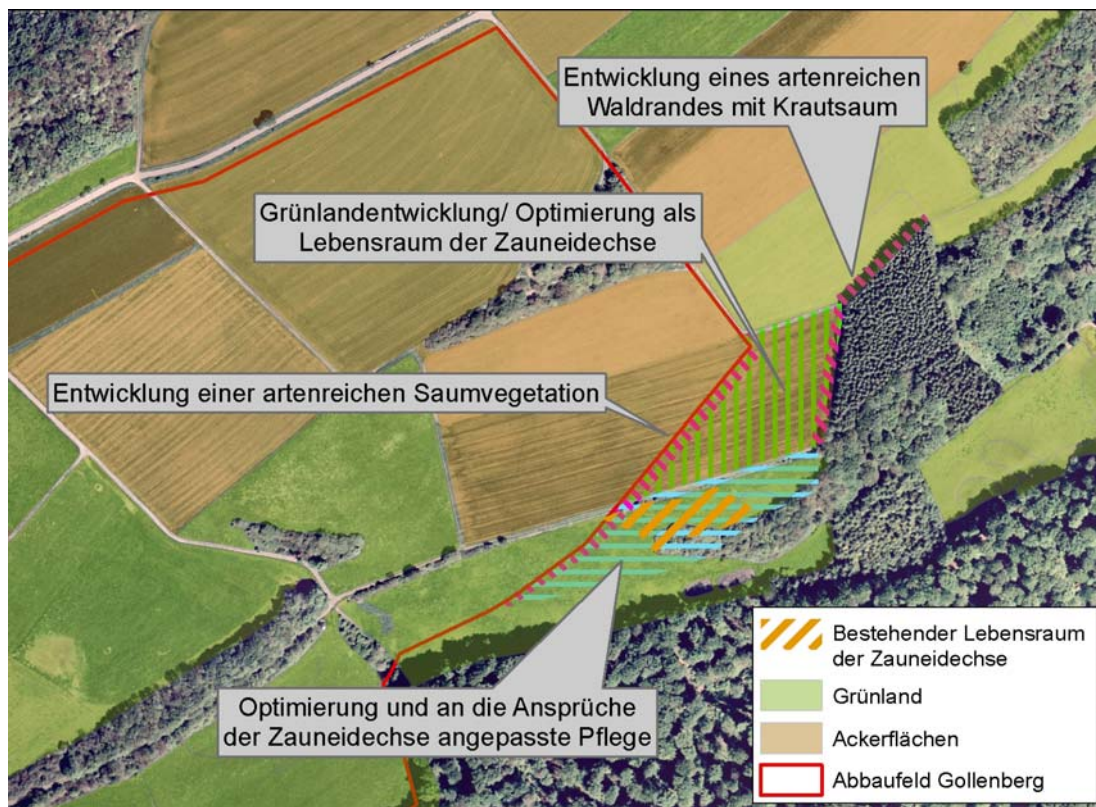 Entwicklung eines artenreichen
Waldrandes mit Krautsaum
Grünlandentwicklung/ Optimierung als
Lebensraum der Zauneidechse
Entwicklung einer artenreichen Saumvegetation
Optimierung und an die Ansprüche
der Zauneidechse angepasste Pflege
Bestehender Lebensraum
der Zauneidechse
Grünland
Ackerflächen
Abbaufeld Gollenberg